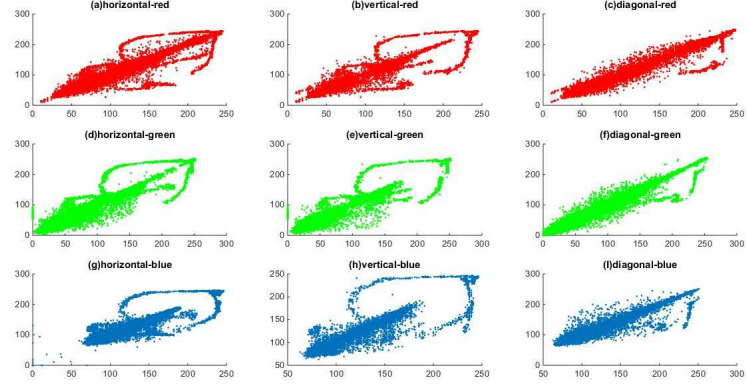 (a)horizontal-red
300
200
100
0
0 50 100 150 200 250
(b)vertical-red
300
200
100
0
0 50 100 150 200 250
(c)diagonal-red
300
200
100
0
0 50 100 150 200 250
(d)horizontal-green
300
200
100
0
0 50 100 150 200 250 300
(e)vertical-green
300
200
100
0
0 50 100 150 200 250 300
(f)diagonal-green
300
200
100
0
0 50 100 150 200 250 300
(g)horizontal-blue
300
200
100
0
0 50 100 150 200 250
(h)vertical-blue
250
200
150
100
50
50 100 150 200 250
(I)diagonal-blue
300
200
100
0
50 100 150 200 250 300